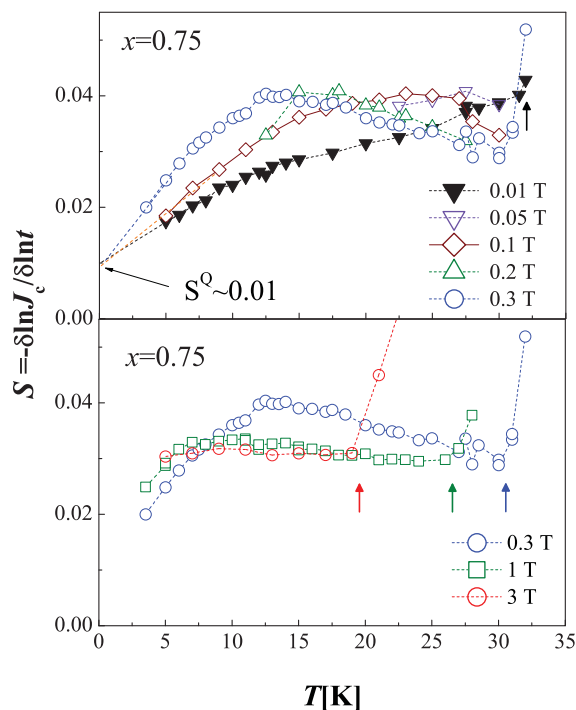 x=0.75
0.04
0.02
0.00
S^Q~0.01
0.01 T
0.05 T
0.1 T
0.2 T
0.3 T
S =-δlnJ_c/δlnt
x=0.75
0.04
0.02
0.00
0.3 T
1 T
3 T
0 5 10 15 20 25 30 35
T[K]